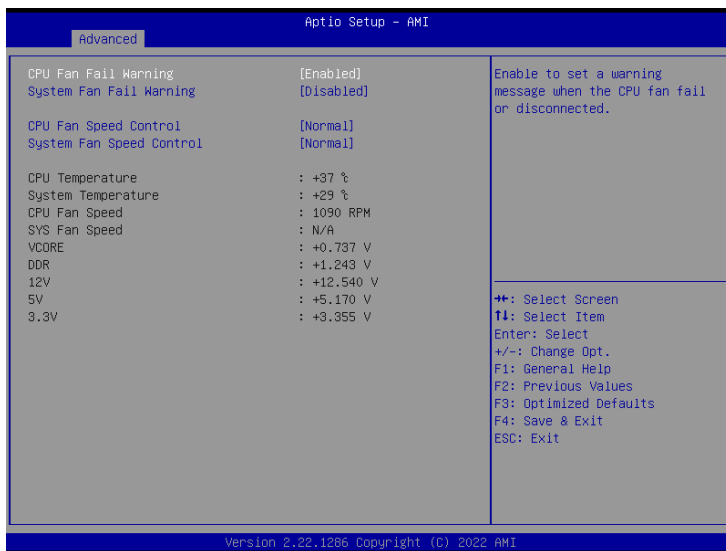 Aptio Setup – AMI
Advanced
CPU Fan Fail Warning [Enabled]
System Fan Fail Warning [Disabled]
CPU Fan Speed Control [Normal]
System Fan Speed Control [Normal]
CPU Temperature : +37 ℃
System Temperature : +29 ℃
CPU Fan Speed : 1090 RPM
SYS Fan Speed : N/A
VCORE : +0.737 V
DDR : +1.243 V
12V : +12.540 V
5V : +5.170 V
3.3V : +3.355 V
Enable to set a warning
message when the CPU fan fail
or disconnected.
→←: Select Screen
↑↓: Select Item
Enter: Select
+/-: Change Opt.
F1: General Help
F2: Previous Values
F3: Optimized Defaults
F4: Save & Exit
ESC: Exit
Version 2.22.1286 Copyright (C) 2022 AMI